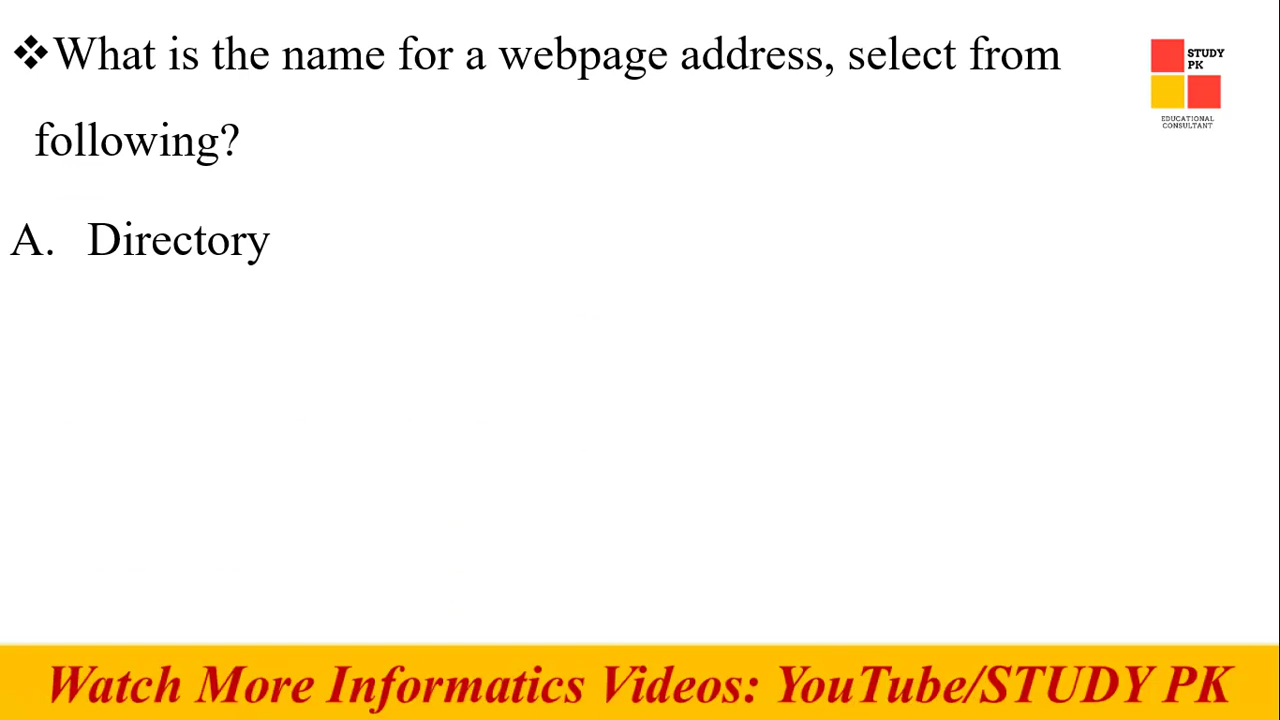 ❖What is the name for a webpage address, select from
following?
STUDY
PK
EDUCATIONAL
CONSULTANT
A. Directory
Watch More Informatics Videos: YouTube/STUDY PK